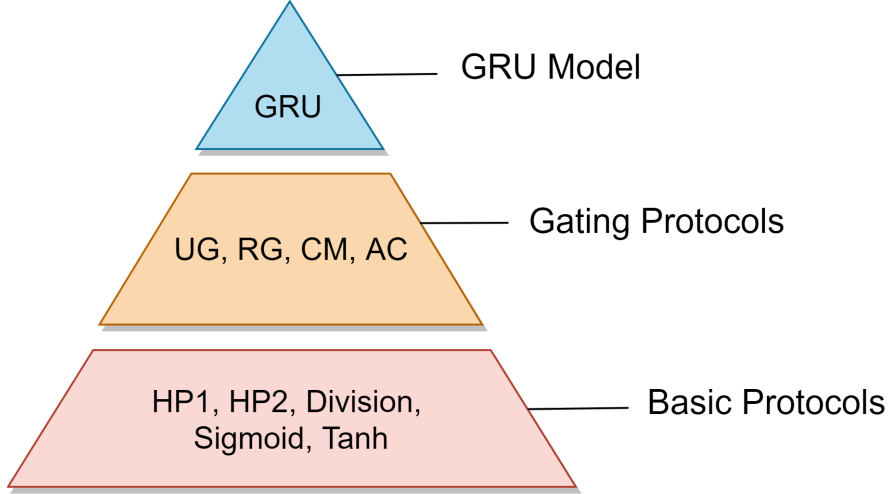 GRU
GRU Model
UG, RG, CM, AC
Gating Protocols
HP1, HP2, Division,
Sigmoid, Tanh
Basic Protocols